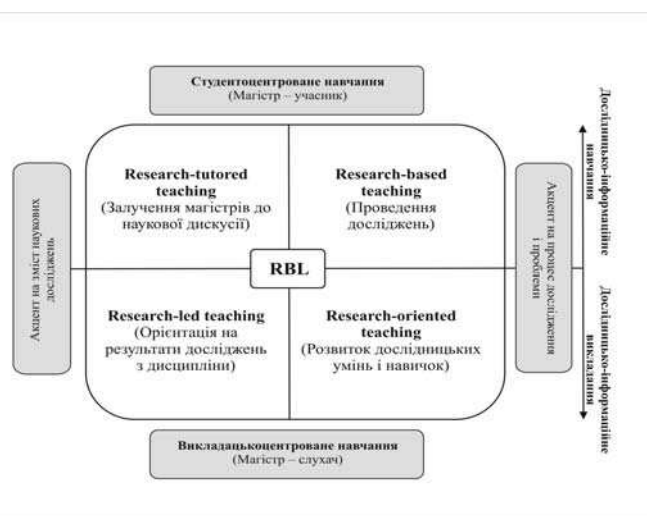 Студентоцентроване навчання
(Магістр – учасник)
Акцент на зміст наукових
досліджень
Research-tutored
teaching
(Залучення магістрів до
наукової дискусії)
Research-based
teaching
(Проведення
досліджень)
RBL
Research-led teaching
(Орієнтація на
результати досліджень
з дисципліни)
Research-oriented
teaching
(Розвиток дослідницьких
умінь і навичок)
Акцент на процес дослідження
і проблеми
Дослідницько-інформаційне
навчання
Дослідницько-інформаційне
викладання
Викладацькоцентроване навчання
(Магістр – слухач)